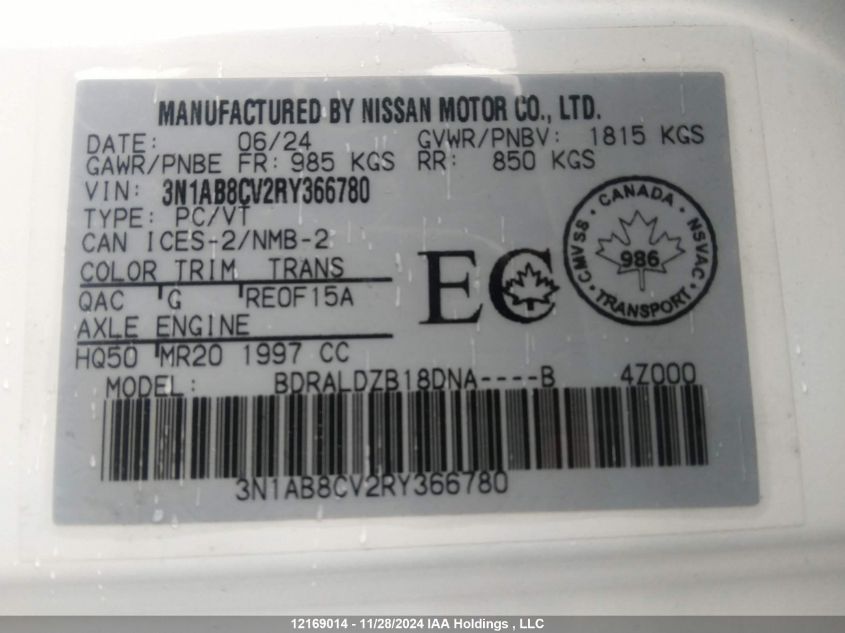 MANUFACTURED BY NISSAN MOTOR CO., LTD.
DATE: 06/24 GVWR/PNBV: 1815 KGS
GAWR/PNBE FR: 985 KGS RR: 850 KGS
VIN: 3N1AB8CV2RY366780
TYPE: PC/VT
CAN ICES-2/NMB-2
COLOR TRIM TRANS
QAC G RE0F15A
AXLE ENGINE
HQ50 MR20 1997 CC
EC
CMVSS · CANADA · NSVAC
986
· TRANSPORT ·
MODEL: BDRALDZB18DNA----B 4Z000
3N1AB8CV2RY366780
12169014 - 11/28/2024 IAA Holdings , LLC